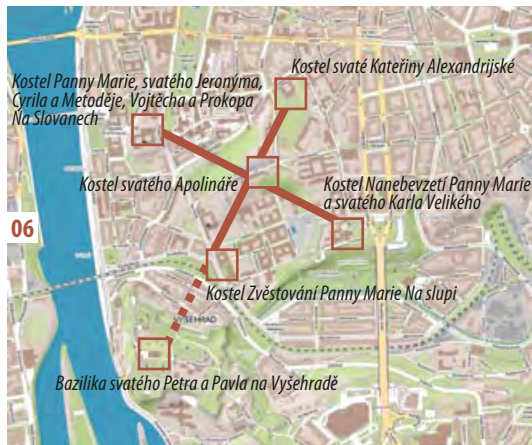 Kostel svaté Kateřiny Alexandrijské
Kostel Panny Marie, svatého Jeronýma,
Cyrila a Metoděje, Vojtěcha a Prokopa
Na Slovanech
Kostel svatého Apolináře
Kostel Nanebevzetí Panny Marie
a svatého Karla Velikého
06
Kostel Zvěstování Panny Marie Na slupi
VYŠEHRAD
Bazilika svatého Petra a Pavla na Vyšehradě